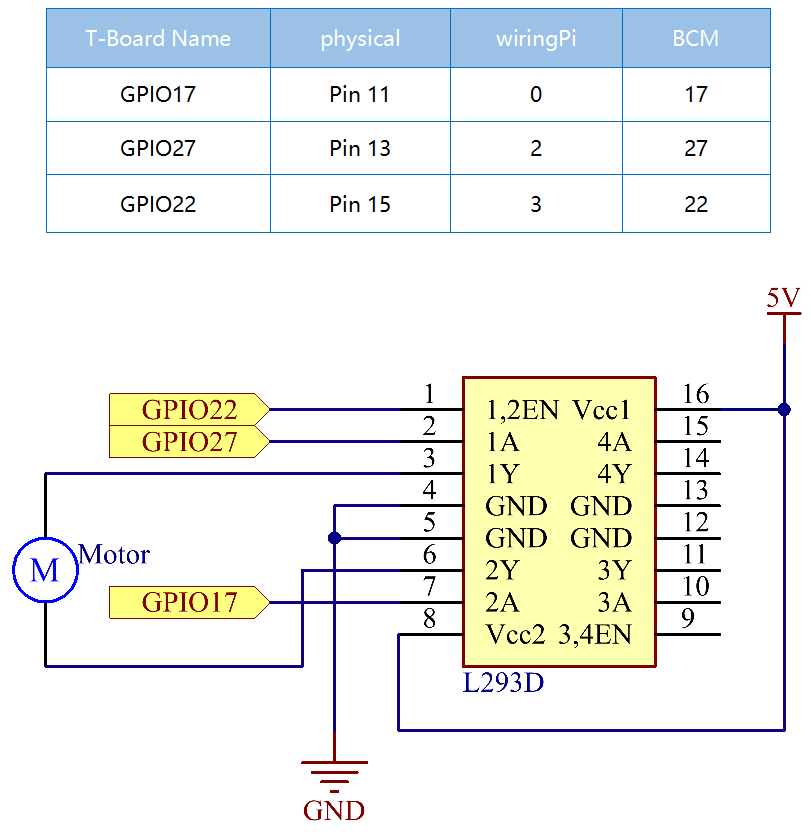 T-Board Name physical wiringPi BCM
GPIO17 Pin 11 0 17
GPIO27 Pin 13 2 27
GPIO22 Pin 15 3 22
5V
GPIO22 1 1,2EN Vcc1 16
GPIO27 2 1A 4A 15
3 1Y 4Y 14
4 GND GND 13
5 GND GND 12
M Motor 6 2Y 3Y 11
GPIO17 7 2A 3A 10
8 Vcc2 3,4EN 9
L293D
GND